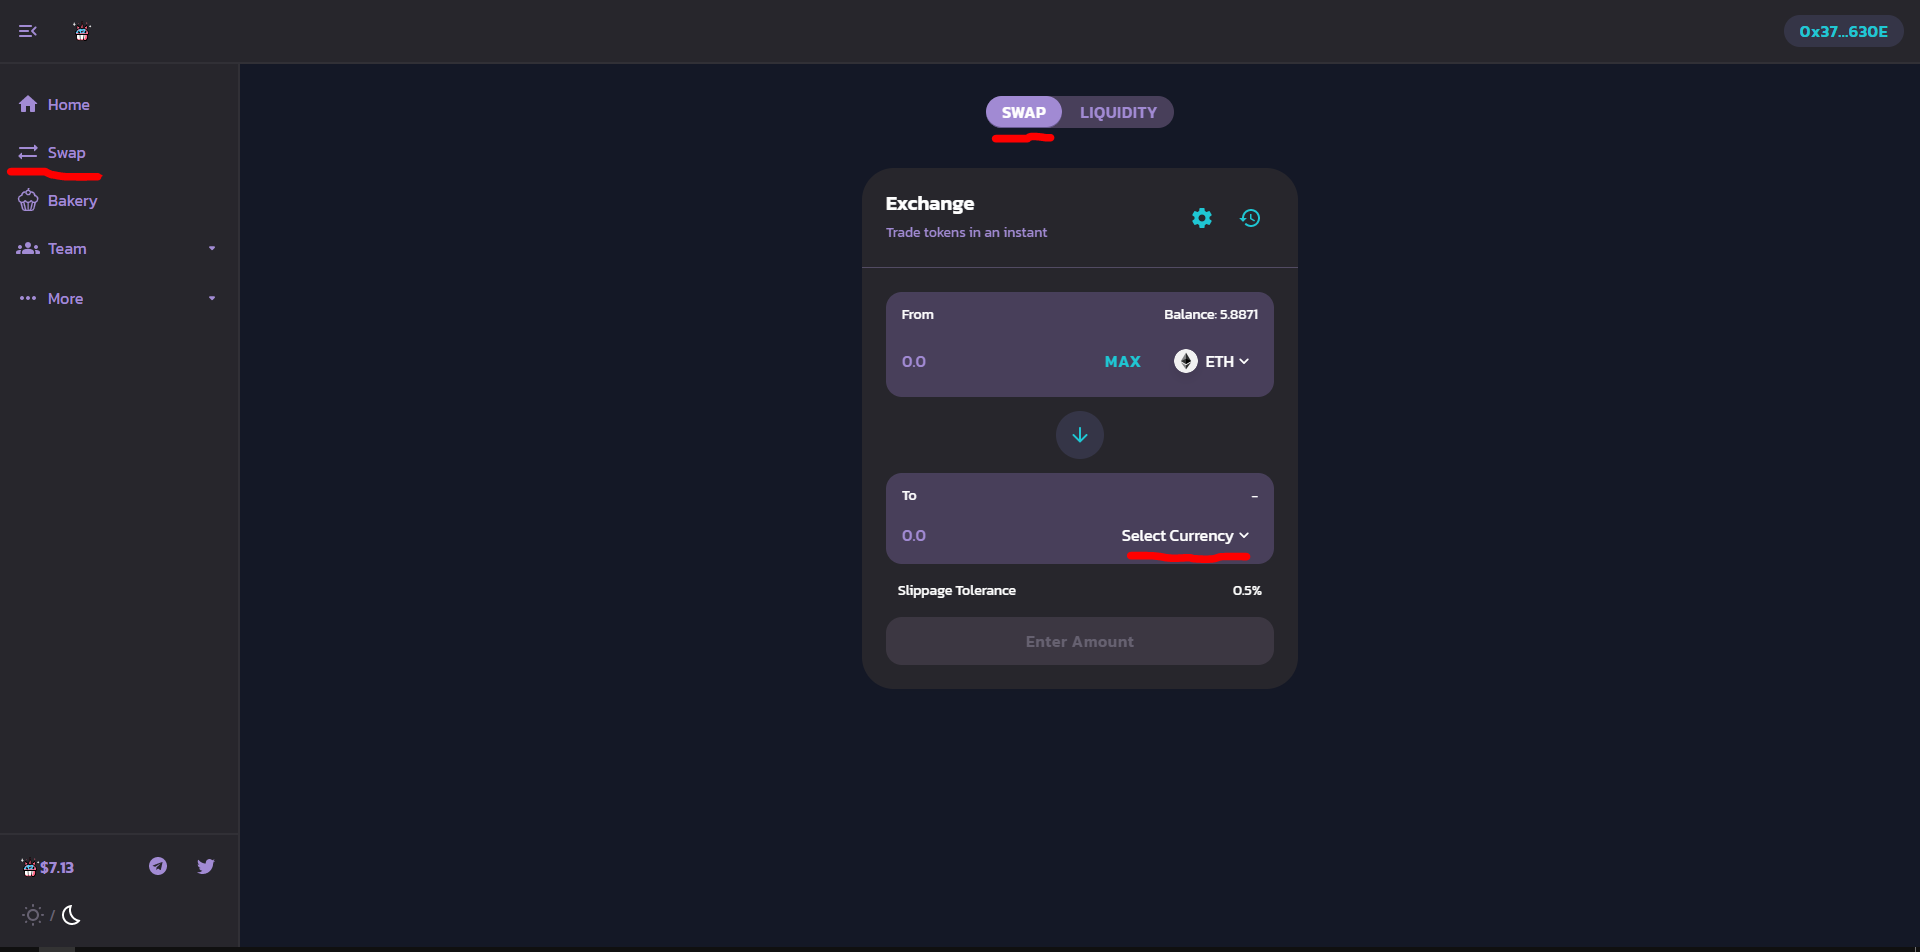 0x37...630E
Home
Swap
Bakery
Team
More
SWAP LIQUIDITY
Exchange
Trade tokens in an instant
From Balance: 5.8871
0.0 MAX ETH
To -
0.0 Select Currency
Slippage Tolerance 0.5%
Enter Amount
$7.13
/